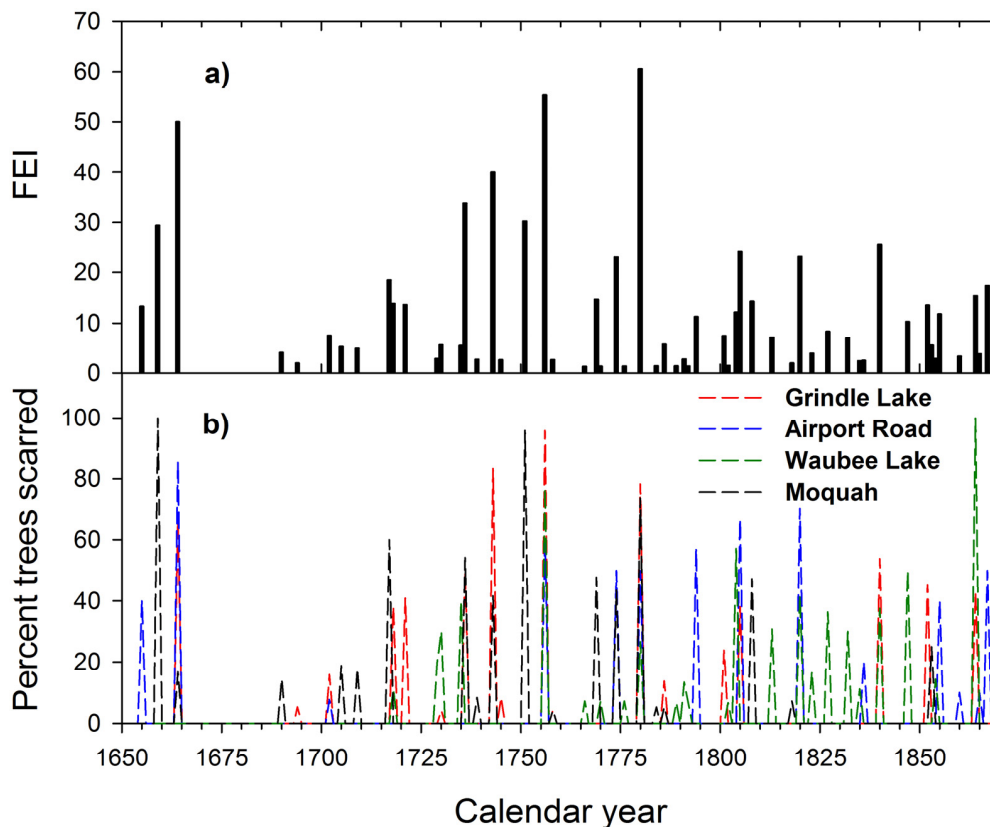 70
60
50
40
30
20
10
0
FEI
a)
100
80
60
40
20
0
Percent trees scarred
b)
Grindle Lake
Airport Road
Waubee Lake
Moquah
1650 1675 1700 1725 1750 1775 1800 1825 1850
Calendar year